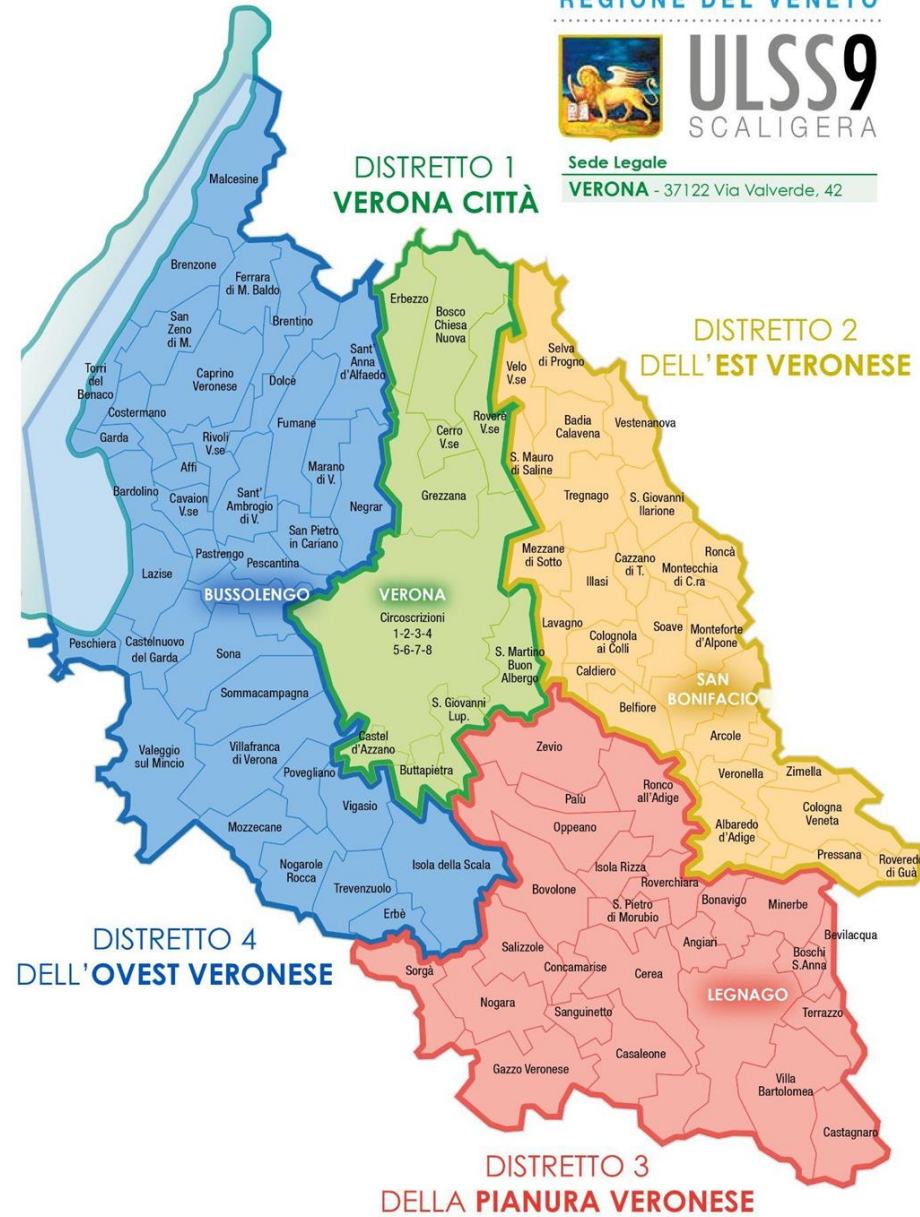 REGIONE DEL VENETO
ULSS9
SCALIGERA
Sede Legale
VERONA - 37122 Via Valverde, 42
DISTRETTO 1
VERONA CITTÀ
DISTRETTO 2
DELL'EST VERONESE
Malcesine
Brenzone
Ferrara
di M. Baldo
San
Zeno
di M.
Brentino
Sant'
Anna
d'Alfaedo
Torri
del
Benaco
Caprino
Veronese
Dolcè
Costermano
Garda
Rivoli
V.se
Fumane
Affi
Marano
di V.
Bardolino
Cavaion
V.se
Sant'
Ambrogio
di V.
Negrar
San Pietro
in Cariano
Pastrengo
Pescantina
Lazise
BUSSOLENGO
Peschiera
Castelnuovo
del Garda
Sona
Sommacampagna
Valeggio
sul Mincio
Villafranca
di Verona
Povegliano
Vigasio
Mozzecane
Nogarole
Rocca
Trevenzuolo
Isola della Scala
Erbè
Erbezzo
Bosco
Chiesa
Nuova
Cerro
V.se
Roverè
V.se
Grezzana
VERONA
Circoscrizioni
1-2-3-4
5-6-7-8
S. Martino
Buon
Albergo
S. Giovanni
Lup.
Castel
d'Azzano
Buttapietra
Velo
V.se
Selva
di Progno
Badia
Calavena
Vestenanova
S. Mauro
di Saline
Tregnago
S. Giovanni
Ilarione
Mezzane
di Sotto
Cazzano
di T.
Roncà
Montecchia
di C.ra
Illasi
Lavagno
Colognola
ai Colli
Soave
Monteforte
d'Alpone
Caldiero
SAN
BONIFACIO
Belfiore
Arcole
Veronella
Zimella
Albaredo
d'Adige
Cologna
Veneta
Pressana
Roveredo
di Guà
Zevio
Ronco
all'Adige
Palù
Oppeano
Isola Rizza
Roverchiara
Bovolone
S. Pietro
di Morubio
Bonavigo
Minerbe
Bevilacqua
Angiari
Boschi
S.Anna
Salizzole
Concamarise
Cerea
LEGNAGO
Terrazzo
Sorgà
Nogara
Sanguinetto
Casaleone
Gazzo Veronese
Villa
Bartolomea
Castagnaro
DISTRETTO 4
DELL'OVEST VERONESE
DISTRETTO 3
DELLA PIANURA VERONESE